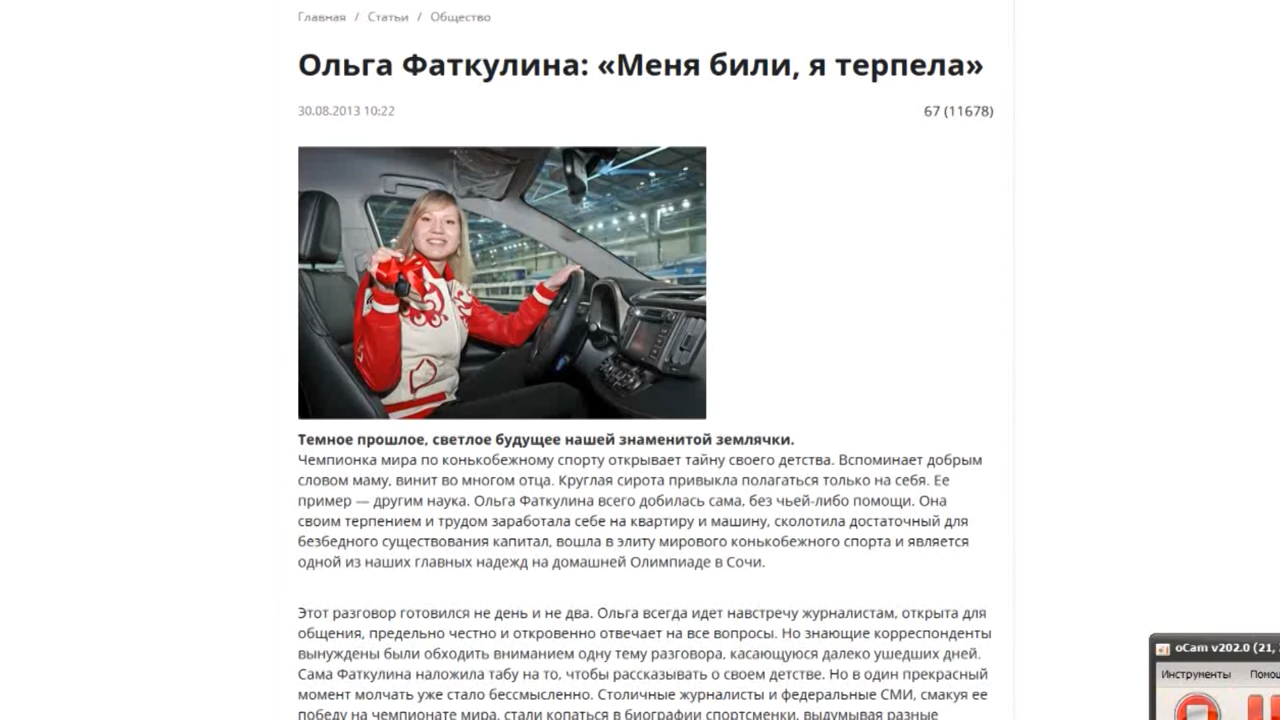 Главная / Статьи / Общество
Ольга Фаткулина: «Меня били, я терпела»
30.08.2013 10:22
67 (11678)
Темное прошлое, светлое будущее нашей знаменитой землячки.
Чемпионка мира по конькобежному спорту открывает тайну своего детства. Вспоминает добрым
словом маму, винит во многом отца. Круглая сирота привыкла полагаться только на себя. Ее
пример — другим наука. Ольга Фаткулина всего добилась сама, без чьей-либо помощи. Она
своим терпением и трудом заработала себе на квартиру и машину, сколотила достаточный для
безбедного существования капитал, вошла в элиту мирового конькобежного спорта и является
одной из наших главных надежд на домашней Олимпиаде в Сочи.
Этот разговор готовился не день и не два. Ольга всегда идет навстречу журналистам, открыта для
общения, предельно честно и откровенно отвечает на все вопросы. Но знающие корреспонденты
вынуждены были обходить вниманием одну тему разговора, касающуюся далеко ушедших дней.
Сама Фаткулина наложила табу на то, чтобы рассказывать о своем детстве. Но в один прекрасный
момент молчать уже стало бессмысленно. Столичные журналисты и федеральные СМИ, смакуя ее
победу на чемпионате мира, стали копаться в биографии спортсменки, выдумывая разные
oCam v202.0 (21,
Инструменты Помощ